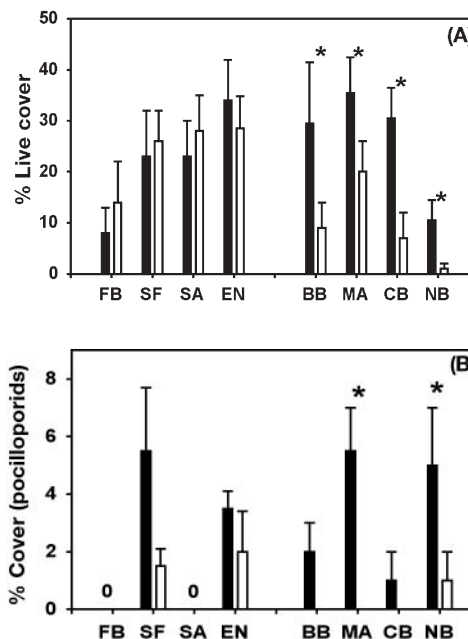 (A)
% Live cover
50
40
30
20
10
0
* * * *
FB SF SA EN BB MA CB NB
(B)
% Cover (pocilloporids)
8
6
4
2
0
* *
0 0
FB SF SA EN BB MA CB NB